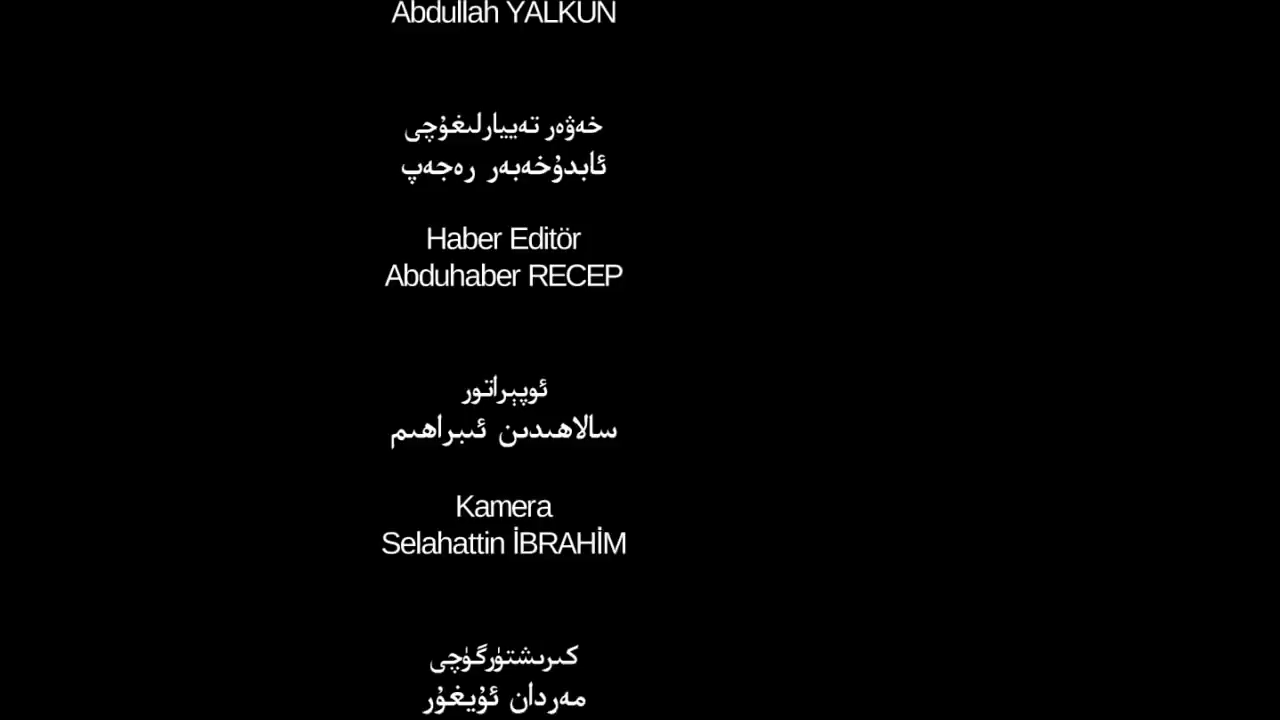 Abdullah YALKUN
خەۋەر تەييارلىغۇچى
ئابدۇخەبەر رەجەپ
Haber Editör
Abduhaber RECEP
ئوپېراتور
سالاھىدىن ئىبراھىم
Kamera
Selahattin İBRAHİM
كىرىشتۈرگۈچى
مەردان ئۇيغۇر